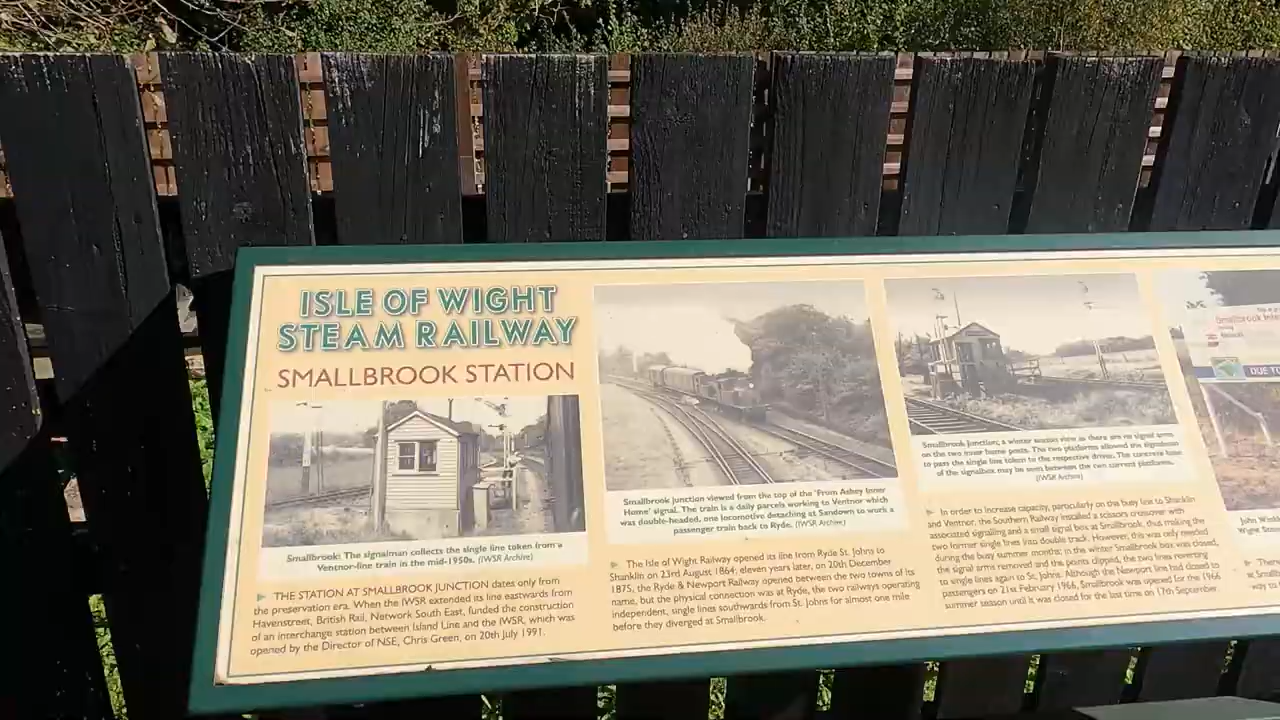 ISLE OF WIGHT
STEAM RAILWAY
SMALLBROOK STATION
Smallbrook: The signalman collects the single line token from a
Ventnor-line train in the mid-1950s. (IWSR Archive)
▶ THE STATION AT SMALLBROOK JUNCTION dates only from
the preservation era. When the IWSR extended its line eastwards from
Havenstreet, British Rail, Network South East, funded the construction
of an interchange station between Island Line and the IWSR, which was
opened by the Director of NSE, Chris Green, on 20th July 1991.
Smallbrook Junction viewed from the top of the 'From Ashey Inner
Home' signal. The train is a daily parcels working to Ventnor which
was double-headed, one locomotive detaching at Sandown to work a
passenger train back to Ryde. (IWSR Archive)
▶ The Isle of Wight Railway opened its line from Ryde St. Johns to
Shanklin on 23rd August 1864; eleven years later, on 20th December
1875, the Ryde & Newport Railway opened between the two towns of its
name, but the physical connection was at Ryde, the two railways operating
independent, single lines southwards from St. Johns for almost one mile
before they diverged at Smallbrook.
Smallbrook Junction; a winter season view as there are no signal arms
on the two inner home posts. The two platforms allowed the signalman
to pass the single line token to the respective driver. The concrete base
of the signalbox may be seen between the two current platforms.
(IWSR Archive)
▶ In order to increase capacity, particularly on the busy line to Shanklin
and Ventnor, the Southern Railway installed a scissors crossover with
associated signalling and a small signal box at Smallbrook, thus making the
two former single lines into double track. However, this was only needed
during the busy summer months; in the winter Smallbrook box was closed,
the signal arms removed and the points clipped, the two lines reverting
to single lines again to St. Johns. Although the Newport line had closed to
passengers on 21st February 1966, Smallbrook was opened for the 1966
summer season until it was closed for the last time on 17th September.
Smallbrook Inte
DUE TO
John Wins
Wight Stea
▶ There
at Small
way to